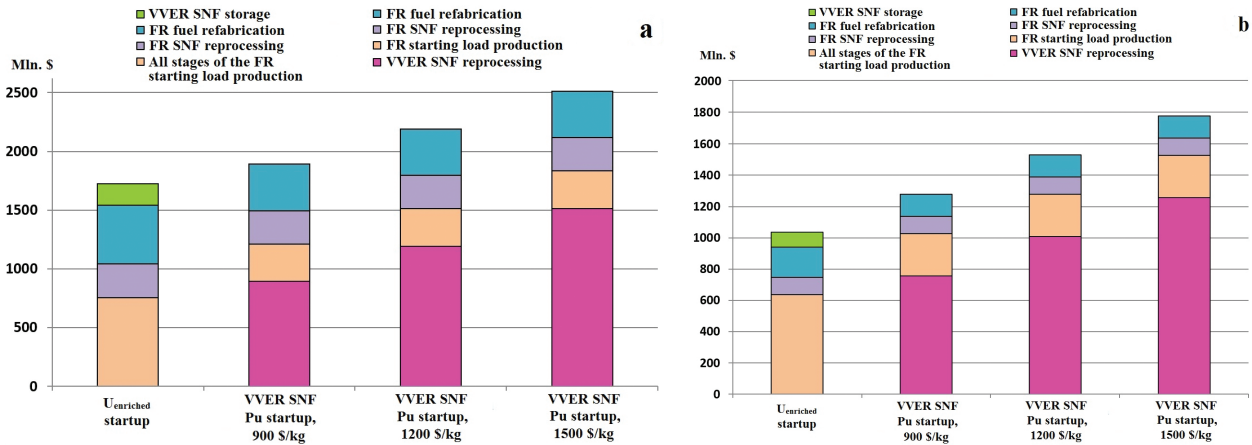 VVER SNF storage
FR fuel refabrication
FR SNF reprocessing
All stages of the FR
starting load production
FR fuel refabrication
FR SNF reprocessing
FR starting load production
VVER SNF reprocessing
a
Mln. $
2500
2000
1500
1000
500
0
Uenriched
startup
VVER SNF
Pu startup,
900 $/kg
VVER SNF
Pu startup,
1200 $/kg
VVER SNF
Pu startup,
1500 $/kg
VVER SNF storage
FR fuel refabrication
FR SNF reprocessing
All stages of the FR
starting load production
FR fuel refabrication
FR SNF reprocessing
FR starting load production
VVER SNF reprocessing
b
Mln. $
2000
1800
1600
1400
1200
1000
800
600
400
200
0
Uenriched
startup
VVER SNF
Pu startup,
900 $/kg
VVER SNF
Pu startup,
1200 $/kg
VVER SNF
Pu startup,
1500 $/kg